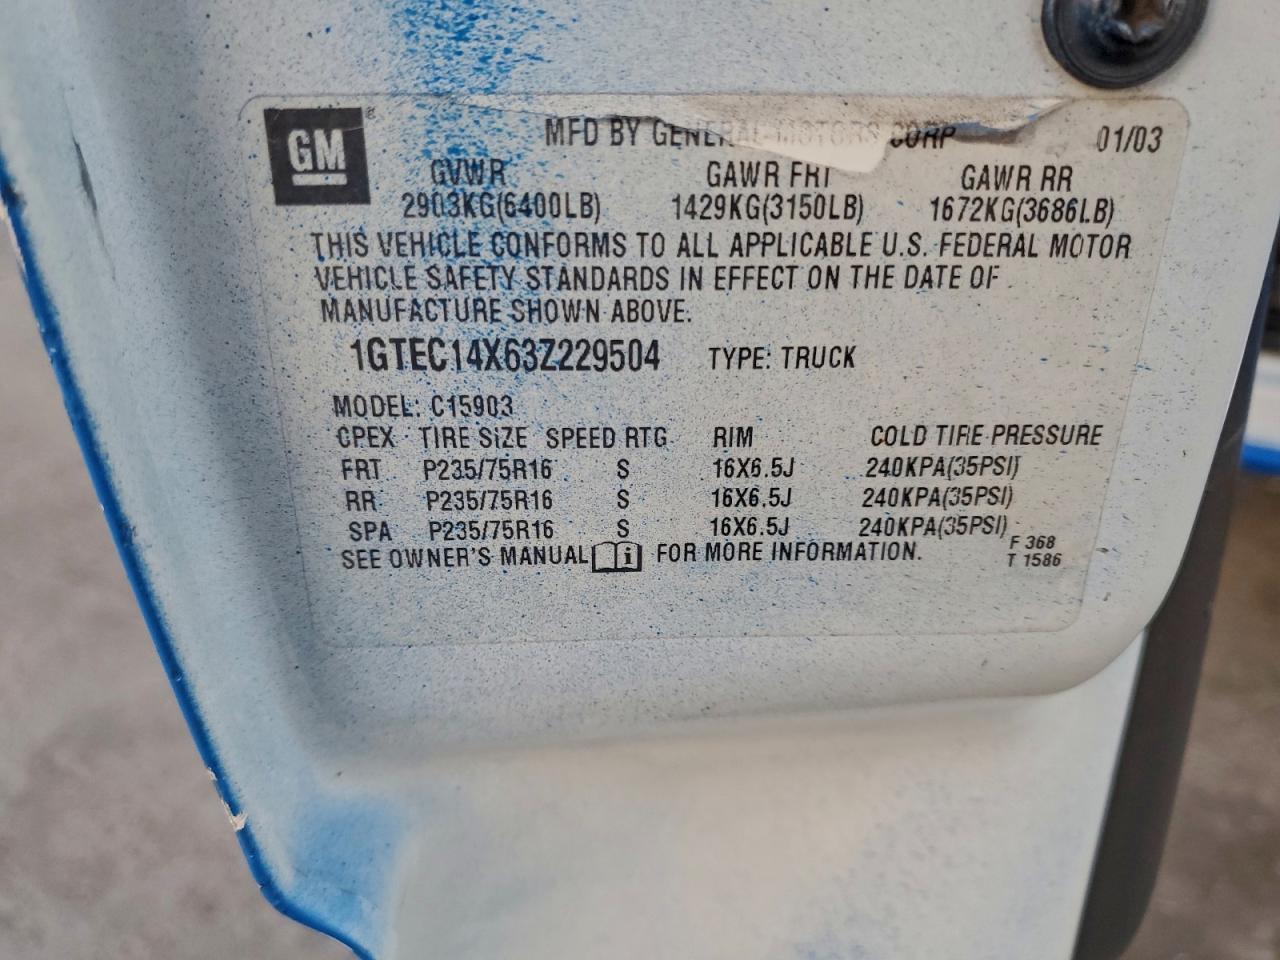 GM ®
MFD BY GENERAL MOTORS CORP 01/03
GVWR GAWR FRT GAWR RR
2903KG(6400LB) 1429KG(3150LB) 1672KG(3686LB)
THIS VEHICLE CONFORMS TO ALL APPLICABLE U.S. FEDERAL MOTOR
VEHICLE SAFETY STANDARDS IN EFFECT ON THE DATE OF
MANUFACTURE SHOWN ABOVE.
1GTEC14X63Z229504 TYPE: TRUCK
MODEL: C15903
CPEX TIRE SIZE SPEED RTG RIM COLD TIRE PRESSURE
FRT P235/75R16 S 16X6.5J 240KPA(35PSI)
RR P235/75R16 S 16X6.5J 240KPA(35PSI)
SPA P235/75R16 S 16X6.5J 240KPA(35PSI)
SEE OWNER'S MANUAL i FOR MORE INFORMATION.
F 368
T 1586